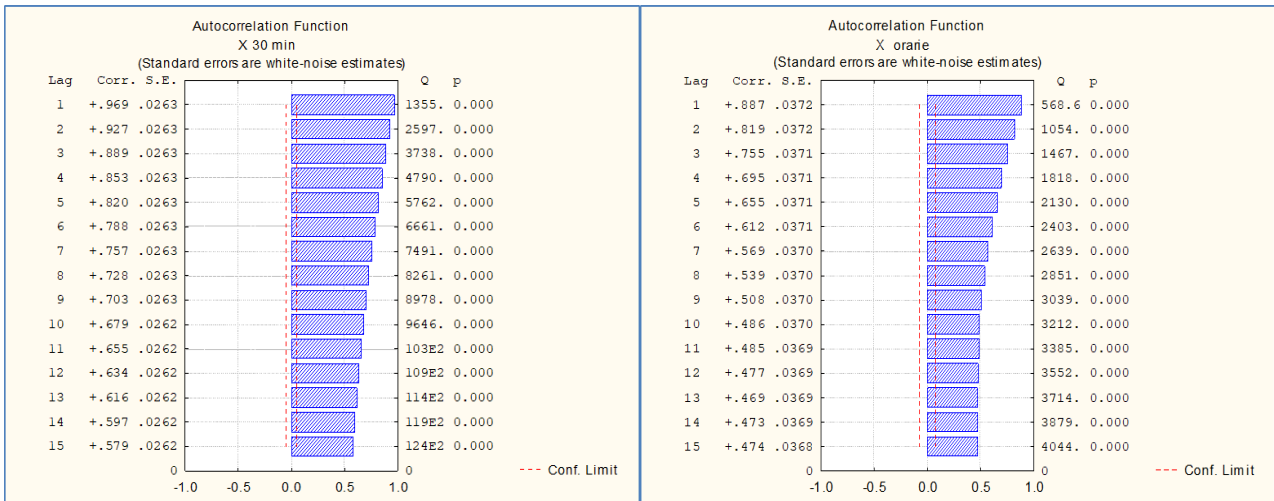 Autocorrelation Function
X 30 min
(Standard errors are white-noise estimates)
Lag Corr. S.E. Q p
1 +.969 .0263 1355. 0.000
2 +.927 .0263 2597. 0.000
3 +.889 .0263 3738. 0.000
4 +.853 .0263 4790. 0.000
5 +.820 .0263 5762. 0.000
6 +.788 .0263 6661. 0.000
7 +.757 .0263 7491. 0.000
8 +.728 .0263 8261. 0.000
9 +.703 .0263 8978. 0.000
10 +.679 .0262 9646. 0.000
11 +.655 .0262 103E2 0.000
12 +.634 .0262 109E2 0.000
13 +.616 .0262 114E2 0.000
14 +.597 .0262 119E2 0.000
15 +.579 .0262 124E2 0.000
0 0
-1.0 -0.5 0.0 0.5 1.0
Conf. Limit
Autocorrelation Function
X orarie
(Standard errors are white-noise estimates)
Lag Corr. S.E. Q p
1 +.887 .0372 568.6 0.000
2 +.819 .0372 1054. 0.000
3 +.755 .0371 1467. 0.000
4 +.695 .0371 1818. 0.000
5 +.655 .0371 2130. 0.000
6 +.612 .0371 2403. 0.000
7 +.569 .0370 2639. 0.000
8 +.539 .0370 2851. 0.000
9 +.508 .0370 3039. 0.000
10 +.486 .0370 3212. 0.000
11 +.485 .0369 3385. 0.000
12 +.477 .0369 3552. 0.000
13 +.469 .0369 3714. 0.000
14 +.473 .0369 3879. 0.000
15 +.474 .0368 4044. 0.000
0 0
-1.0 -0.5 0.0 0.5 1.0
Conf. Limit